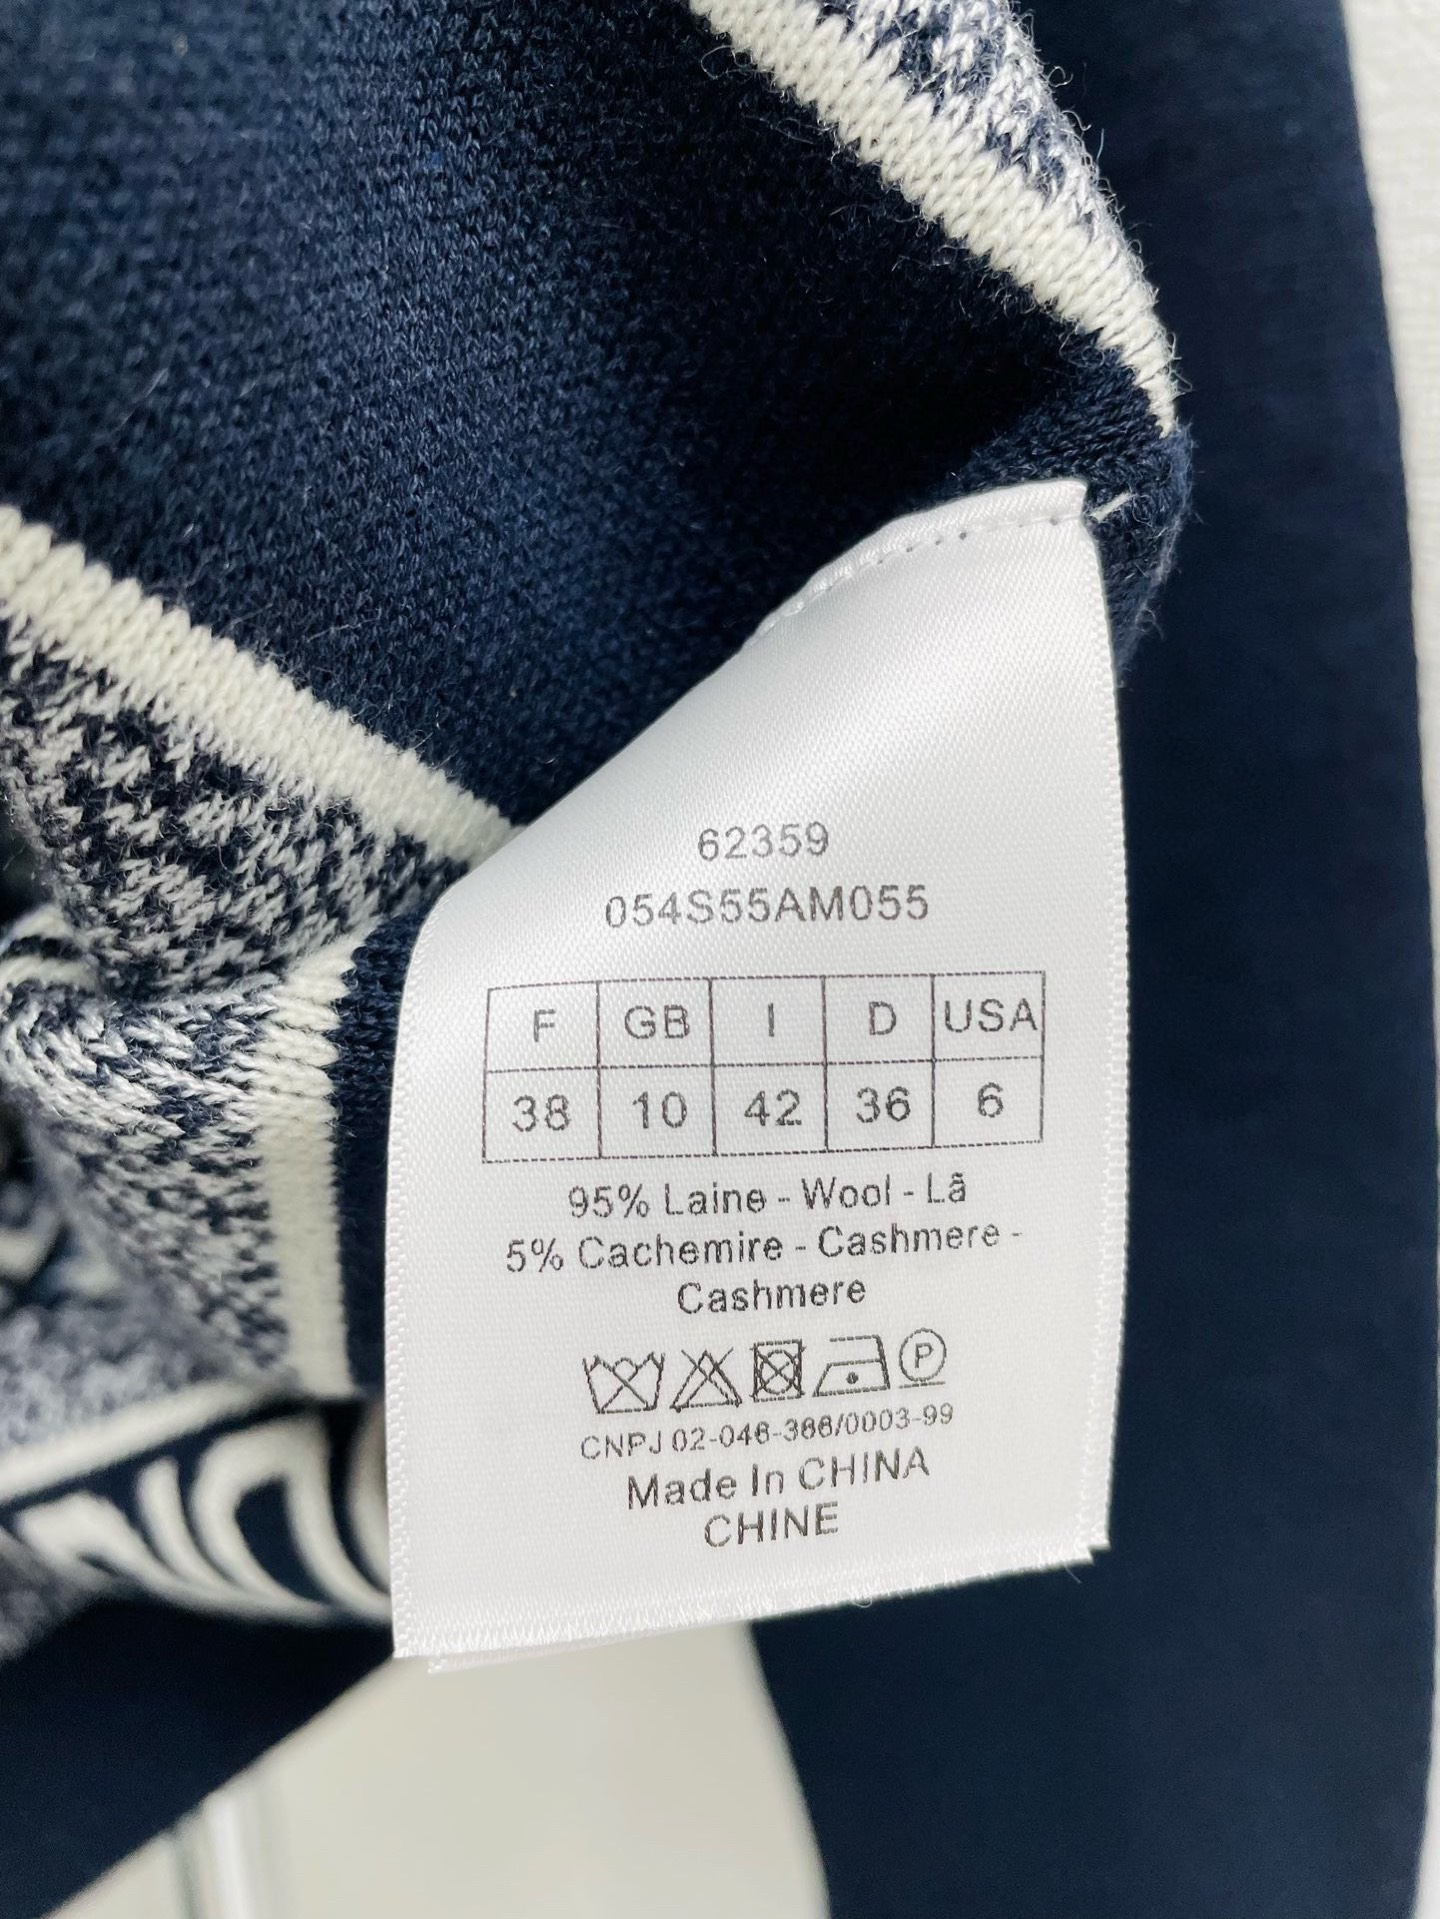 62359
054S55AM055
F GB I D USA
38 10 42 36 6
95% Laine - Wool - Lã
5% Cachemire - Cashmere -
Cashmere
P
CNPJ 02-046-386/0003-99
Made In CHINA
CHINE